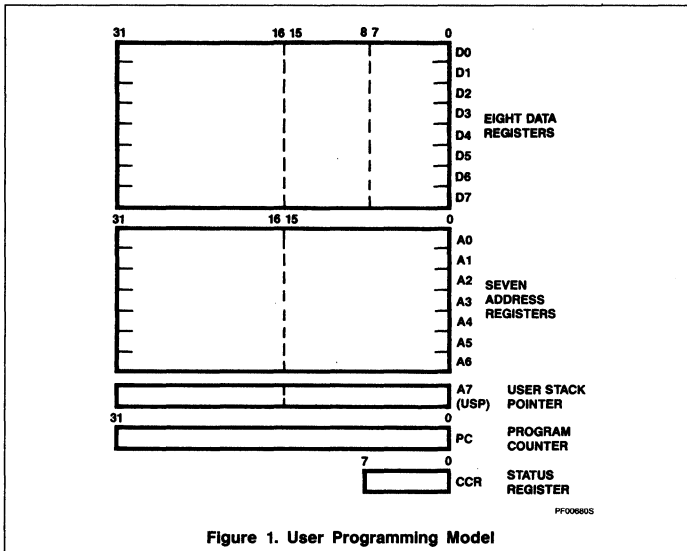 31 16 15 8 7 0
D0
D1
D2
D3
D4
D5
D6
D7
EIGHT DATA
REGISTERS
31 16 15 0
A0
A1
A2
A3
A4
A5
A6
SEVEN
ADDRESS
REGISTERS
A7
(USP)
USER STACK
POINTER
31 0
PC
PROGRAM
COUNTER
7 0
CCR
STATUS
REGISTER
PF00680S
Figure 1. User Programming Model